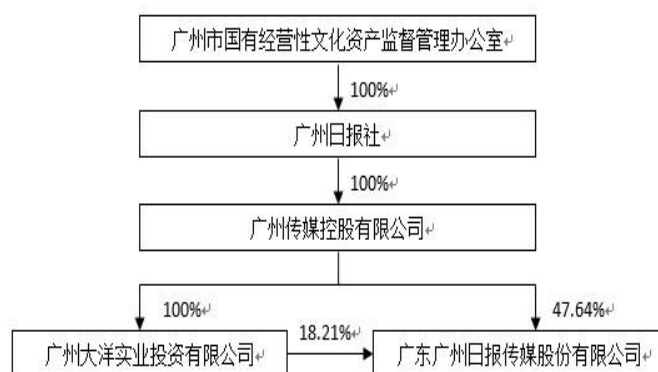 广州市国有经营性文化资产监督管理办公室↵
100%↵
广州日报社↵
100%↵
广州传媒控股有限公司↵
100%↵
47.64%↵
18.21%↵
广州大洋实业投资有限公司↵
广东广州日报传媒股份有限公司↵